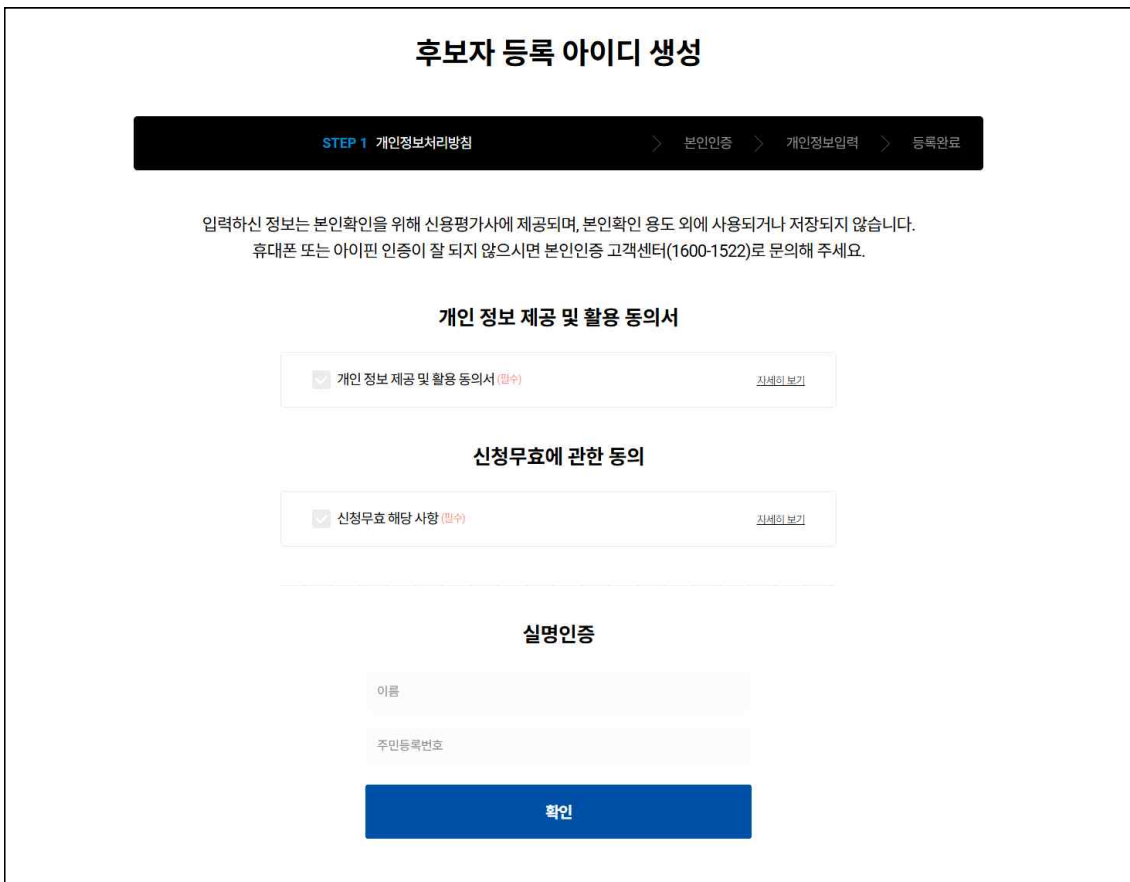 후보자 등록 아이디 생성
STEP 1 개인정보처리방침 > 본인인증 > 개인정보입력 > 등록완료
입력하신 정보는 본인확인을 위해 신용평가사에 제공되며, 본인확인 용도 외에 사용되거나 저장되지 않습니다.
휴대폰 또는 아이핀 인증이 잘 되지 않으시면 본인인증 고객센터(1600-1522)로 문의해 주세요.
개인 정보 제공 및 활용 동의서
개인 정보 제공 및 활용 동의서 (필수) 자세히 보기
신청무효에 관한 동의
신청무효 해당 사항 (필수) 자세히 보기
실명인증
이름
주민등록번호
확인